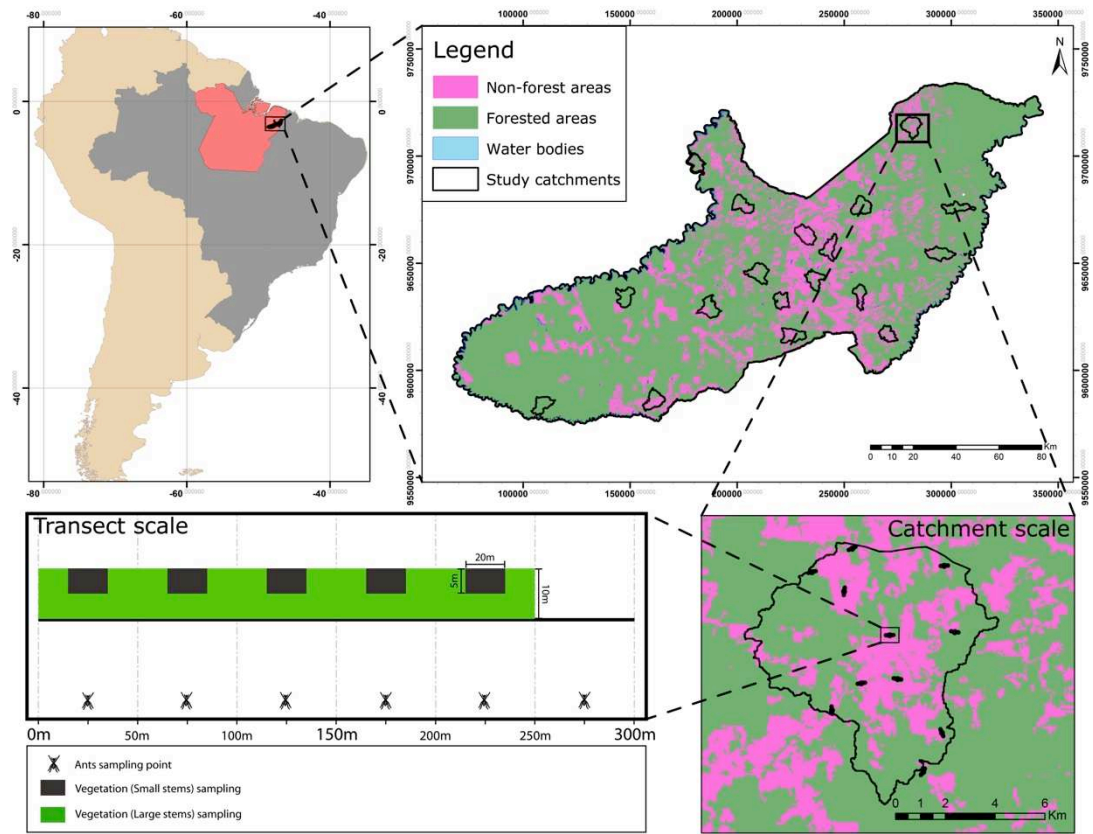 -80
-60
-40
0
0
-20
-20
-40
-40
-80
-60
-40
100000
150000
200000
250000
300000
350000
9750000
9700000
9650000
9600000
9550000
9750000
9700000
9650000
9600000
9550000
100000
150000
200000
250000
300000
350000
Legend
Non-forest areas
Forested areas
Water bodies
Study catchments
N
Km
0 10 20 40 60 80
Transect scale
20m
5m
10m
0m 50m 100m 150m 200m 250m 300m
Ants sampling point
Vegetation (Small stems) sampling
Vegetation (Large stems) sampling
Catchment scale
0 1 2 4 6
Km